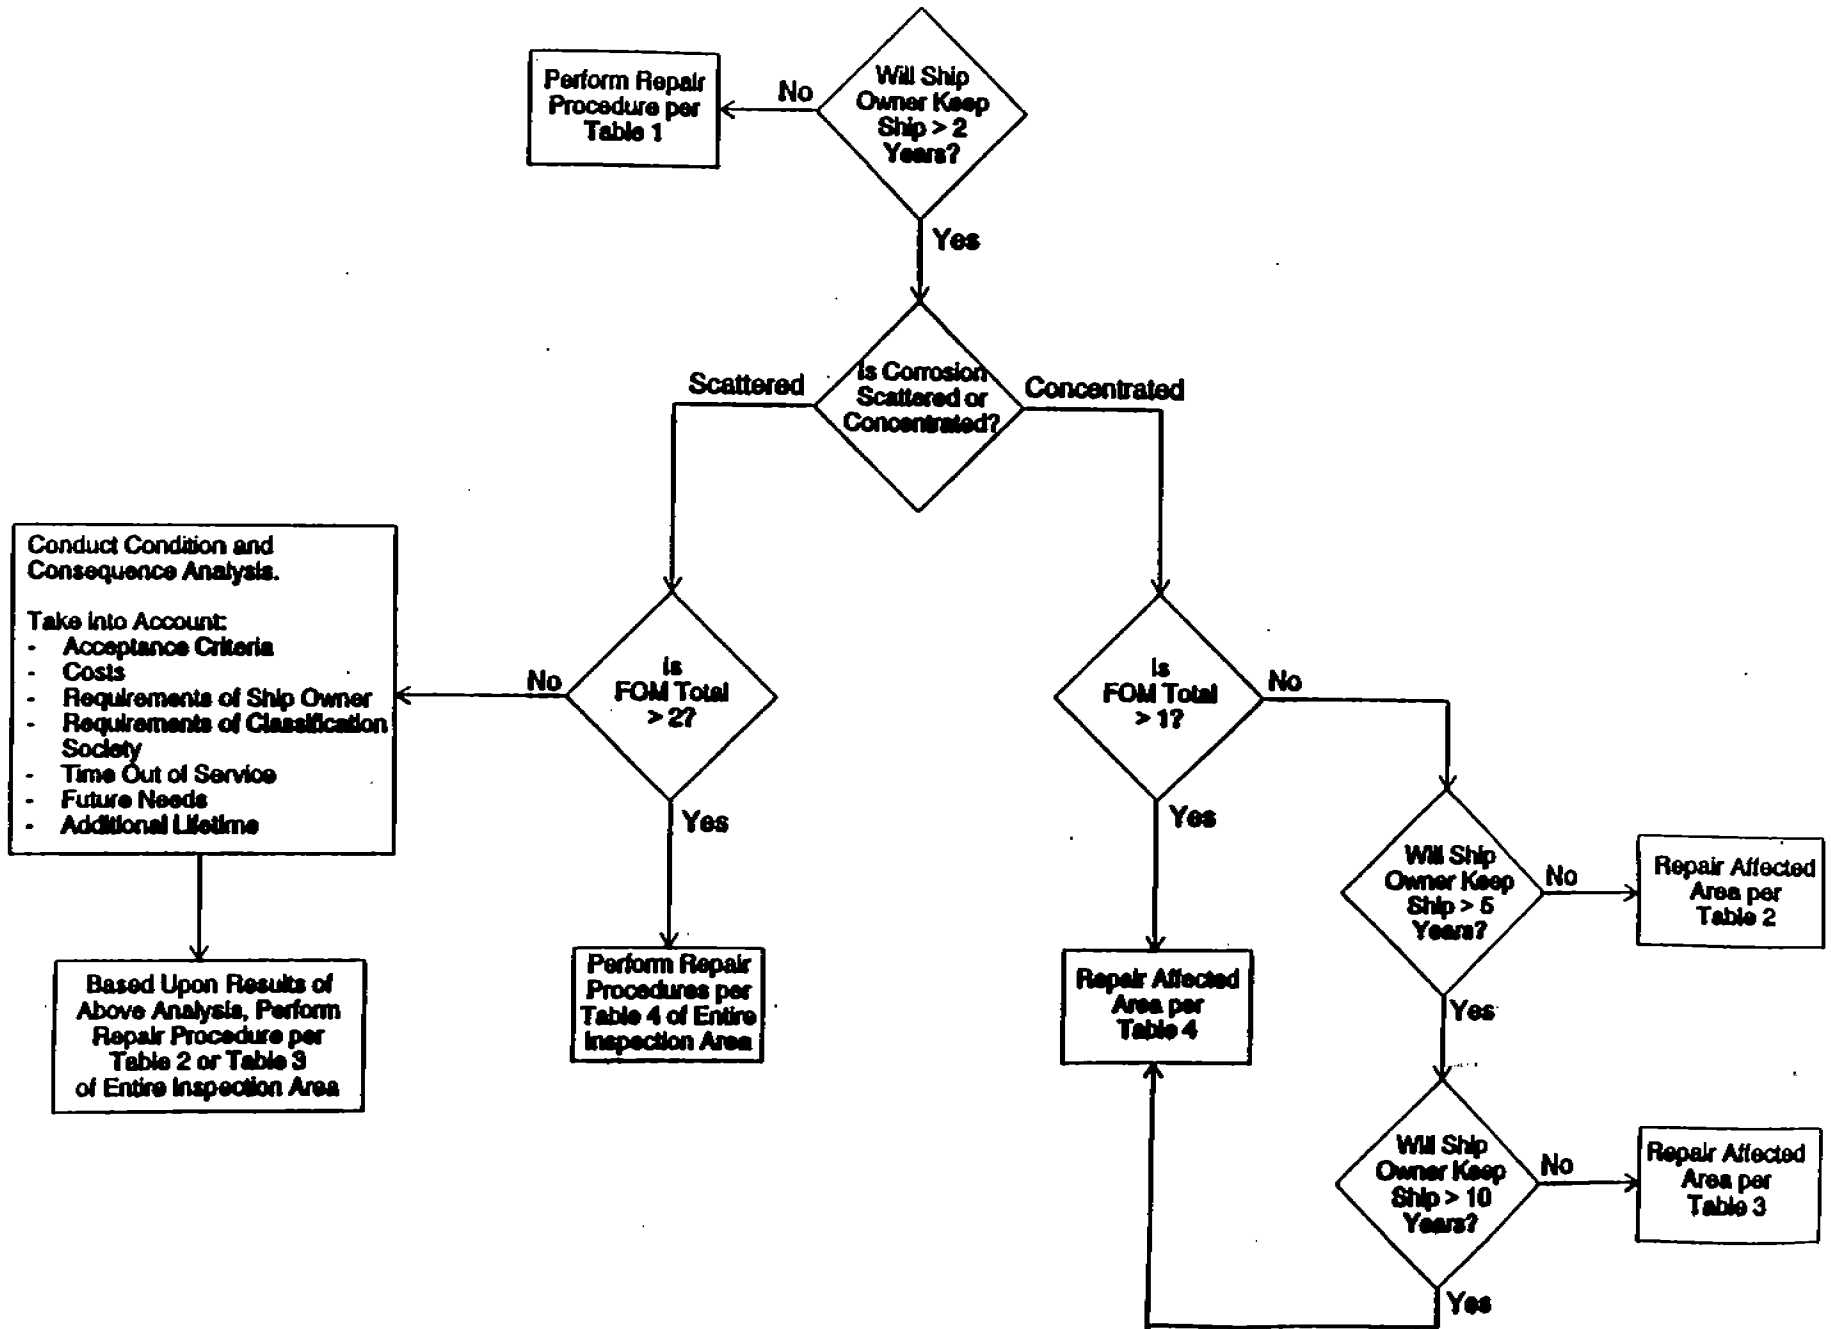 Will Ship
Owner Keep
Ship > 2
Years?
No
Perform Repair
Procedure per
Table 1
Yes
Is Corrosion
Scattered or
Concentrated?
Scattered
Concentrated
Conduct Condition and
Consequence Analysis.
Take into Account:
- Acceptance Criteria
- Costs
- Requirements of Ship Owner
- Requirements of Classification
Society
- Time Out of Service
- Future Needs
- Additional Lifetime
No
Is
FOM Total
> 2?
Yes
Is
FOM Total
> 1?
No
Yes
Will Ship
Owner Keep
Ship > 5
Years?
No
Repair Affected
Area per
Table 2
Yes
Based Upon Results of
Above Analysis, Perform
Repair Procedure per
Table 2 or Table 3
of Entire Inspection Area
Perform Repair
Procedures per
Table 4 of Entire
Inspection Area
Repair Affected
Area per
Table 4
Will Ship
Owner Keep
Ship > 10
Years?
No
Repair Affected
Area per
Table 3
Yes